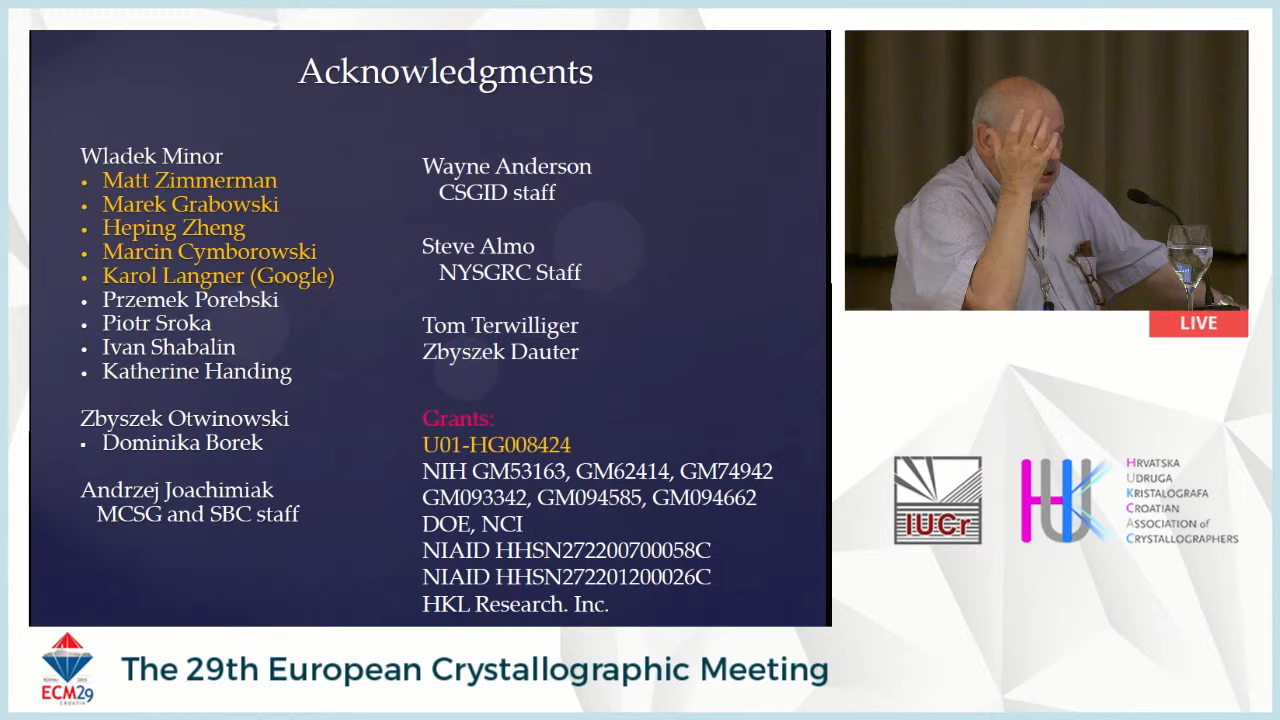 Acknowledgments
Wladek Minor
• Matt Zimmerman
• Marek Grabowski
• Heping Zheng
• Marcin Cymborowski
• Karol Langner (Google)
• Przemek Porebski
• Piotr Sroka
• Ivan Shabalin
• Katherine Handing
Zbyszek Otwinowski
▪ Dominika Borek
Andrzej Joachimiak
MCSG and SBC staff
Wayne Anderson
CSGID staff
Steve Almo
NYSGRC Staff
Tom Terwilliger
Zbyszek Dauter
Grants:
U01-HG008424
NIH GM53163, GM62414, GM74942
GM093342, GM094585, GM094662
DOE, NCI
NIAID HHSN272200700058C
NIAID HHSN272201200026C
HKL Research. Inc.
LIVE
IUCr
HUK
HRVATSKA
UDRUGA
KRISTALOGRAFA
CROATIAN
ASSOCIATION of
CRYSTALLOGRAPHERS
ECM29
CROATIA
The 29th European Crystallographic Meeting